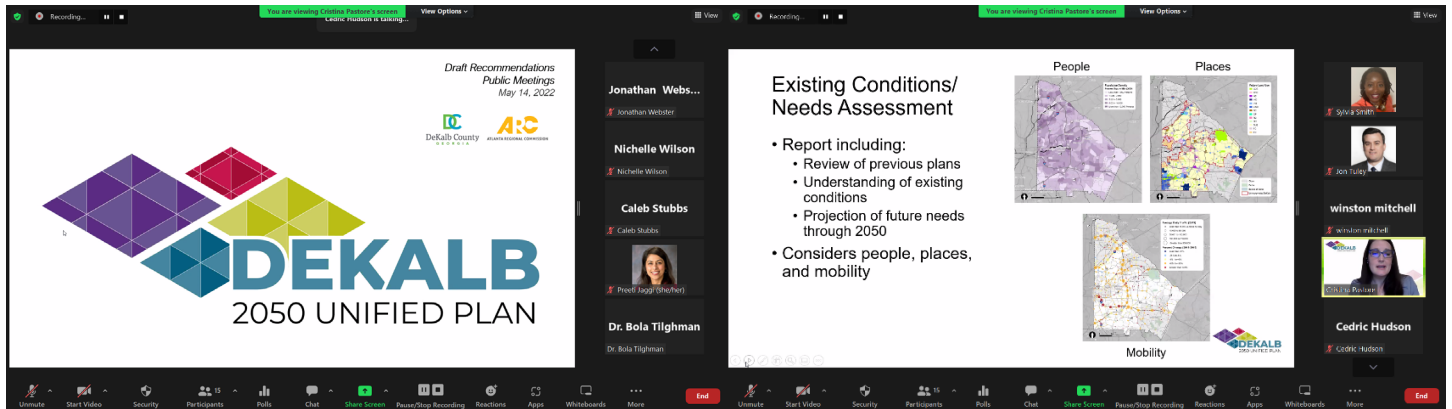 Recording...
You are viewing Cristina Pastore's screen
View Options
Cedric Hudson is talking...
View
Draft Recommendations
Public Meetings
May 14, 2022
DC
DeKalb County
GEORGIA
ARC
ATLANTA REGIONAL COMMISSION
DEKALB
2050 UNIFIED PLAN
Jonathan Webs...
Jonathan Webster
Nichelle Wilson
Nichelle Wilson
Caleb Stubbs
Caleb Stubbs
Preeti Jaggi (she/her)
Dr. Bola Tilghman
Dr. Bola Tilghman
Unmute
Start Video
Security
Participants
15
Polls
Chat
Share Screen
Pause/Stop Recording
Reactions
Apps
Whiteboards
More
End
Recording...
You are viewing Cristina Pastore's screen
View Options
View
Existing Conditions/
Needs Assessment
• Report including:
• Review of previous plans
• Understanding of existing
conditions
• Projection of future needs
through 2050
• Considers people, places,
and mobility
People
Places
Mobility
DEKALB
2050 UNIFIED PLAN
Sylvia Smith
Jon Tuley
winston mitchell
winston mitchell
DEKALB
Cristina Pastore
Cedric Hudson
Cedric Hudson
Unmute
Start Video
Security
Participants
15
Polls
Chat
Share Screen
Pause/Stop Recording
Reactions
Apps
Whiteboards
More
End